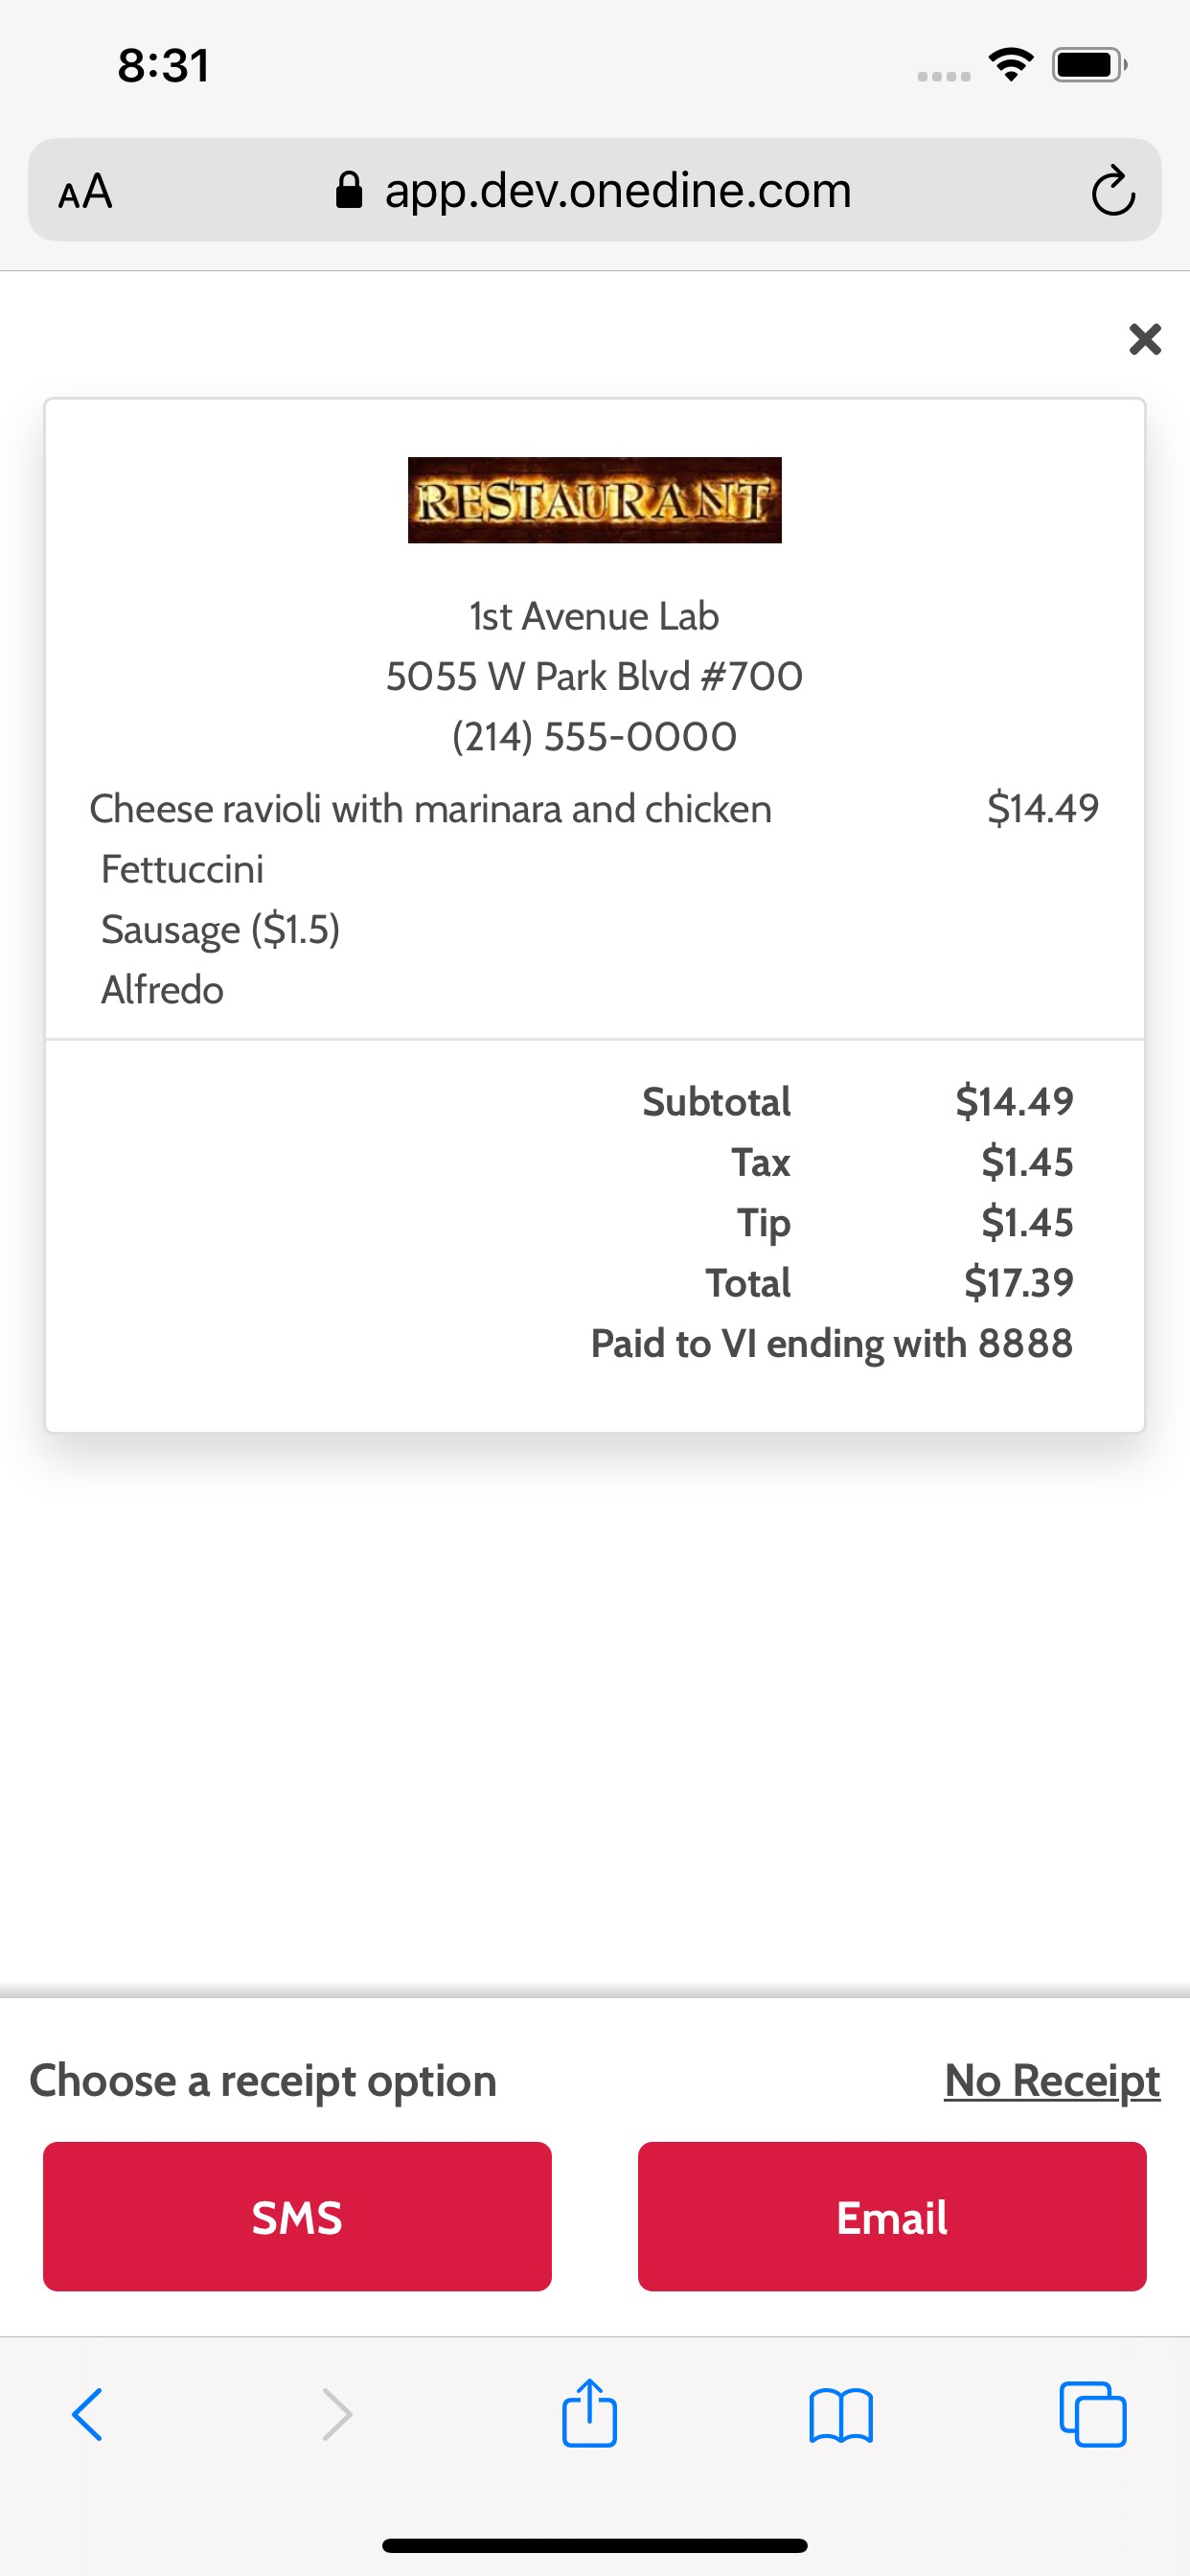 8:31
AA app.dev.onedine.com
RESTAURANT
1st Avenue Lab
5055 W Park Blvd #700
(214) 555-0000
Cheese ravioli with marinara and chicken $14.49
Fettuccini
Sausage ($1.5)
Alfredo
Subtotal $14.49
Tax $1.45
Tip $1.45
Total $17.39
Paid to VI ending with 8888
Choose a receipt option No Receipt
SMS Email